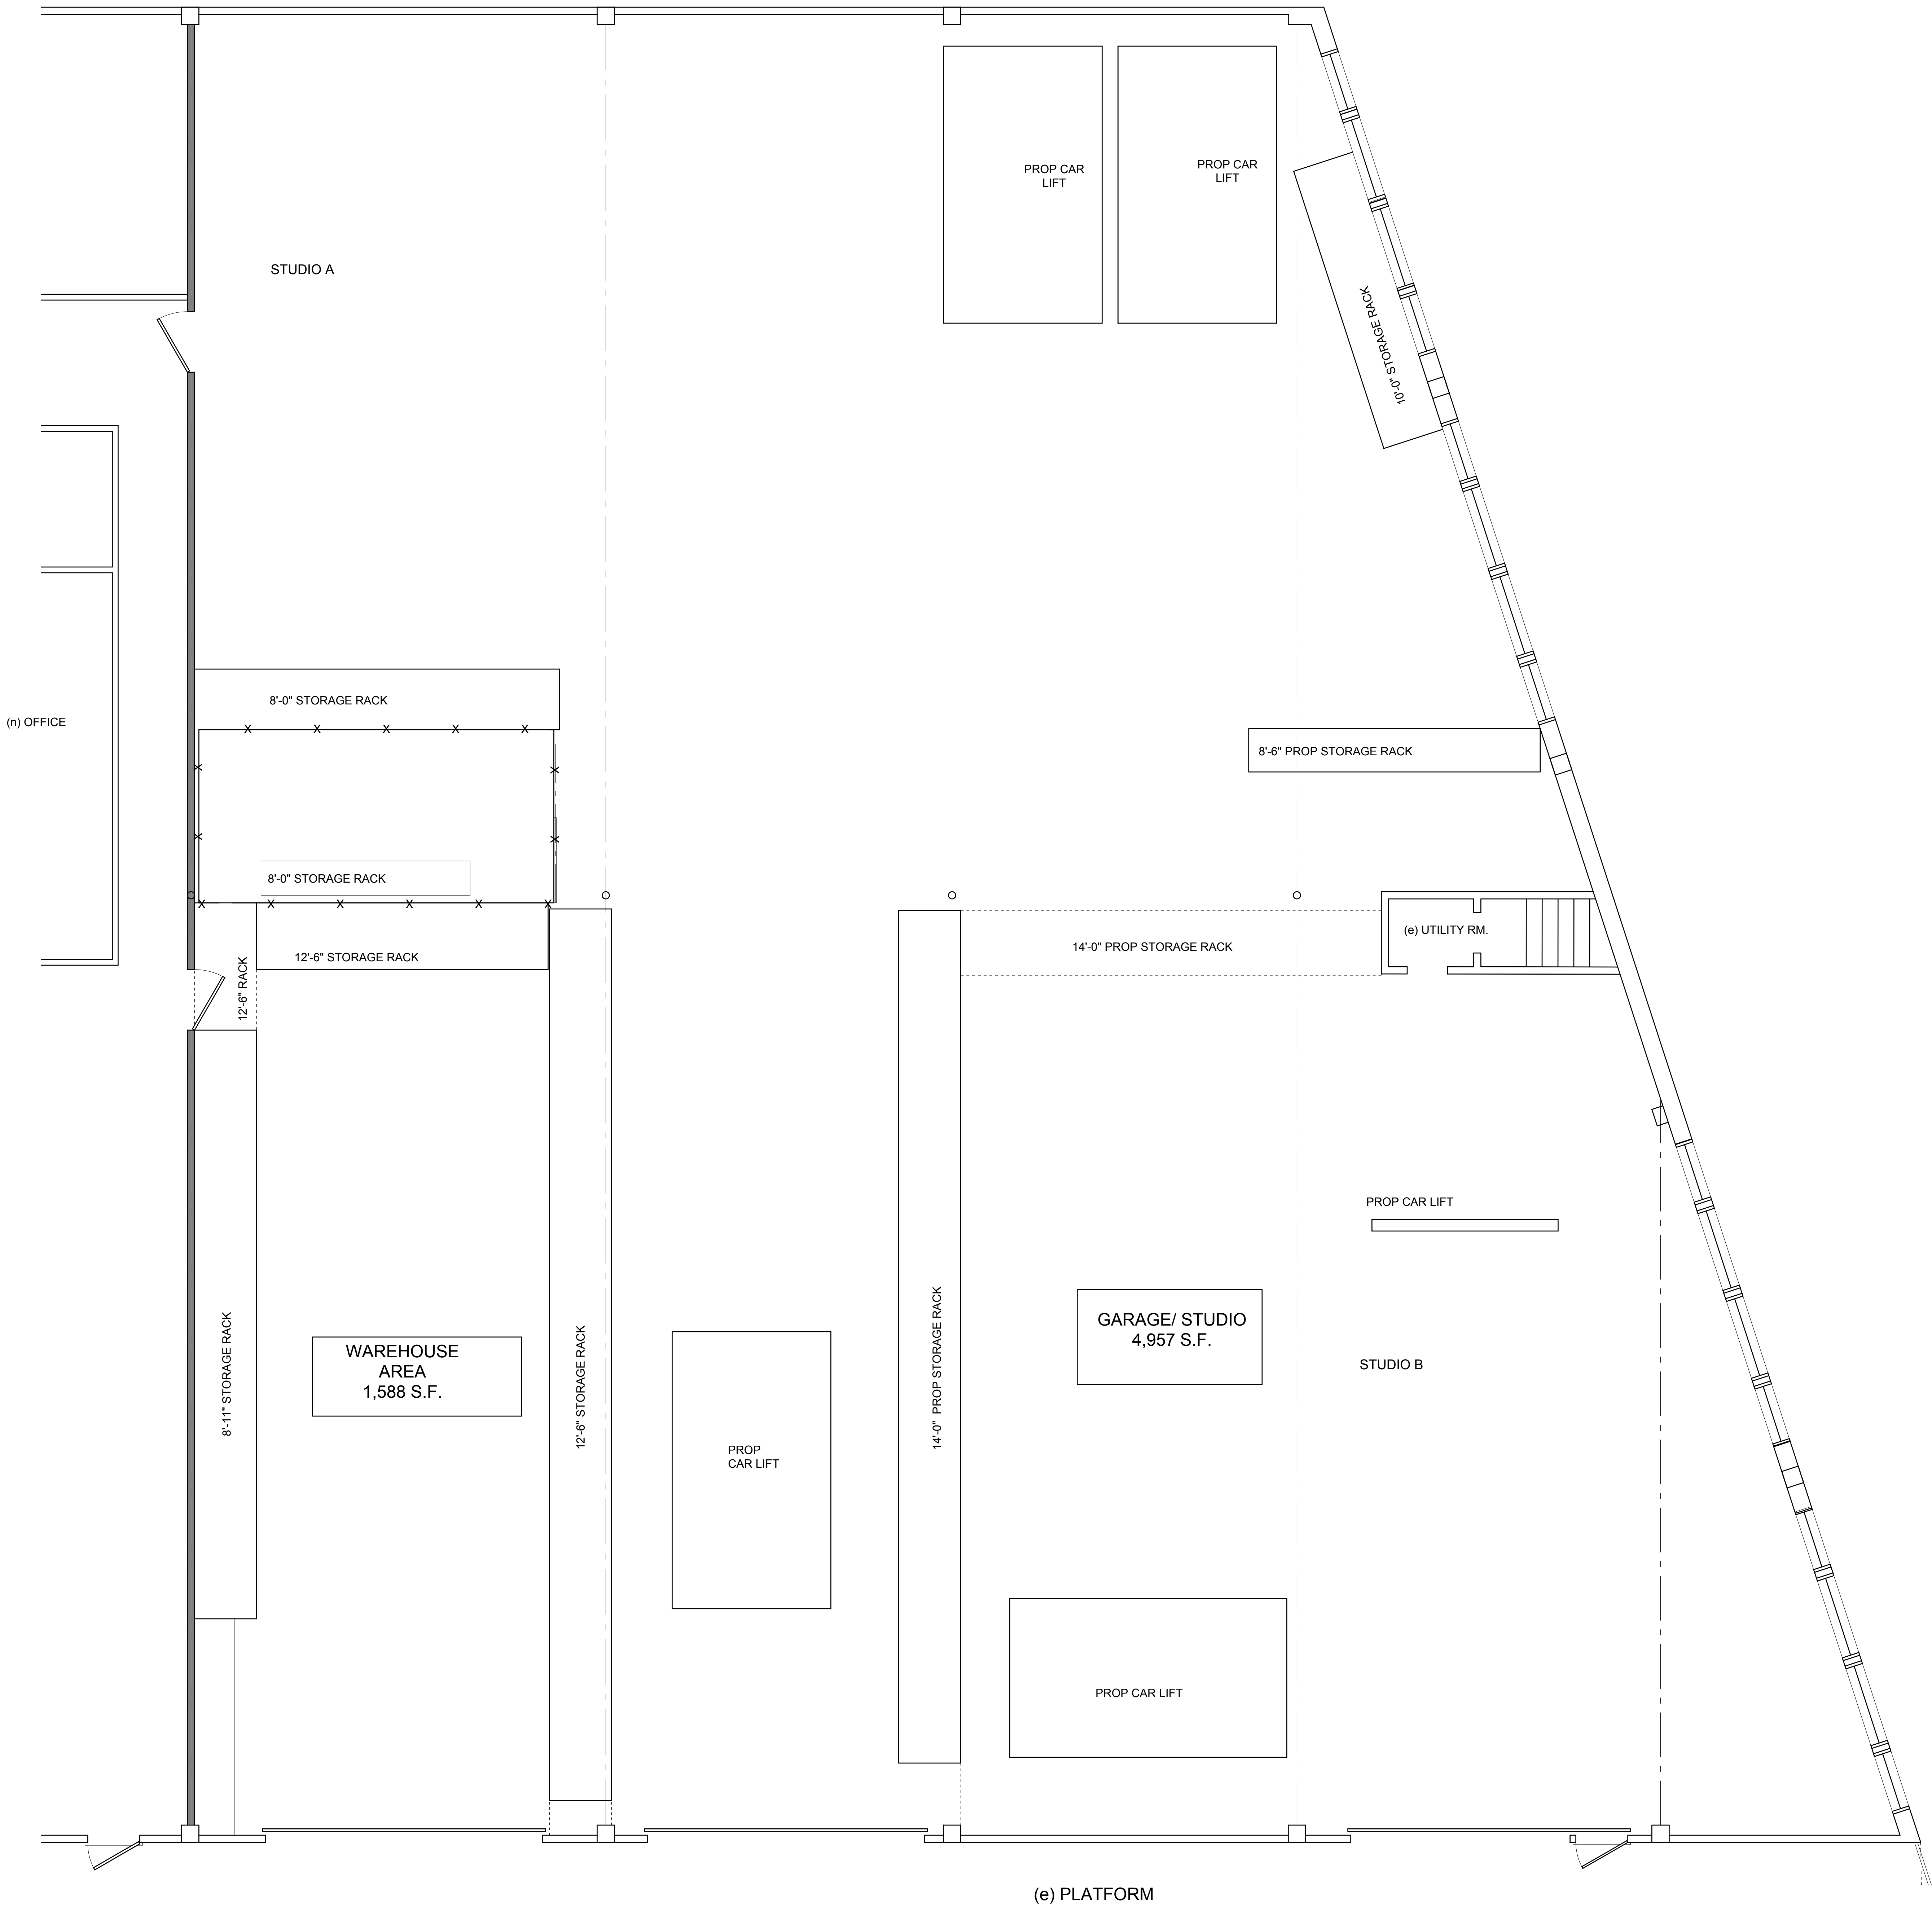 PROP CAR
LIFT
PROP CAR
LIFT
STUDIO A
10'-0" STORAGE RACK
8'-0" STORAGE RACK
(n) OFFICE
8'-6" PROP STORAGE RACK
8'-0" STORAGE RACK
(e) UTILITY RM.
14'-0" PROP STORAGE RACK
12'-6" STORAGE RACK
12'-6" RACK
PROP CAR LIFT
GARAGE/ STUDIO
4,957 S.F.
WAREHOUSE
AREA
1,588 S.F.
STUDIO B
8'-11" STORAGE RACK
12'-6" STORAGE RACK
14'-0" PROP STORAGE RACK
PROP
CAR LIFT
PROP CAR LIFT
(e) PLATFORM